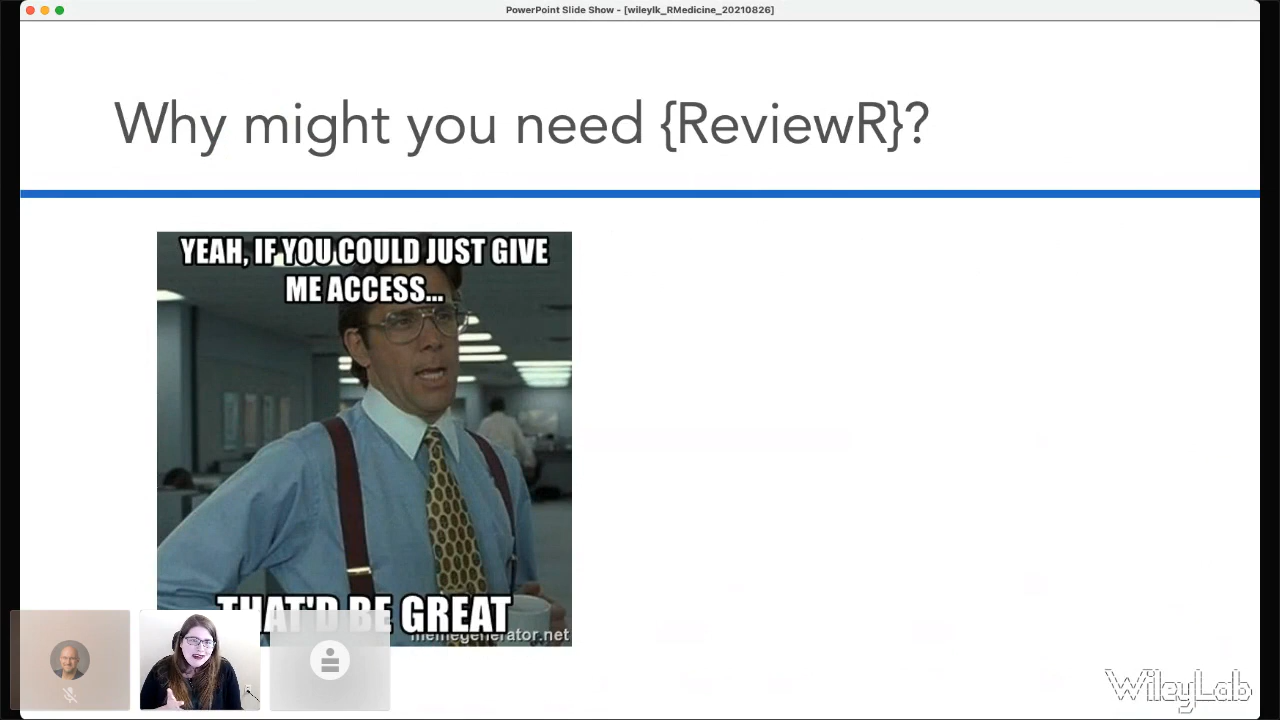 PowerPoint Slide Show - [wileylk_RMedicine_20210826]
Why might you need {ReviewR}?
YEAH, IF YOU COULD JUST GIVE
ME ACCESS...
THAT'D BE GREAT
memegenerator.net
WileyLab